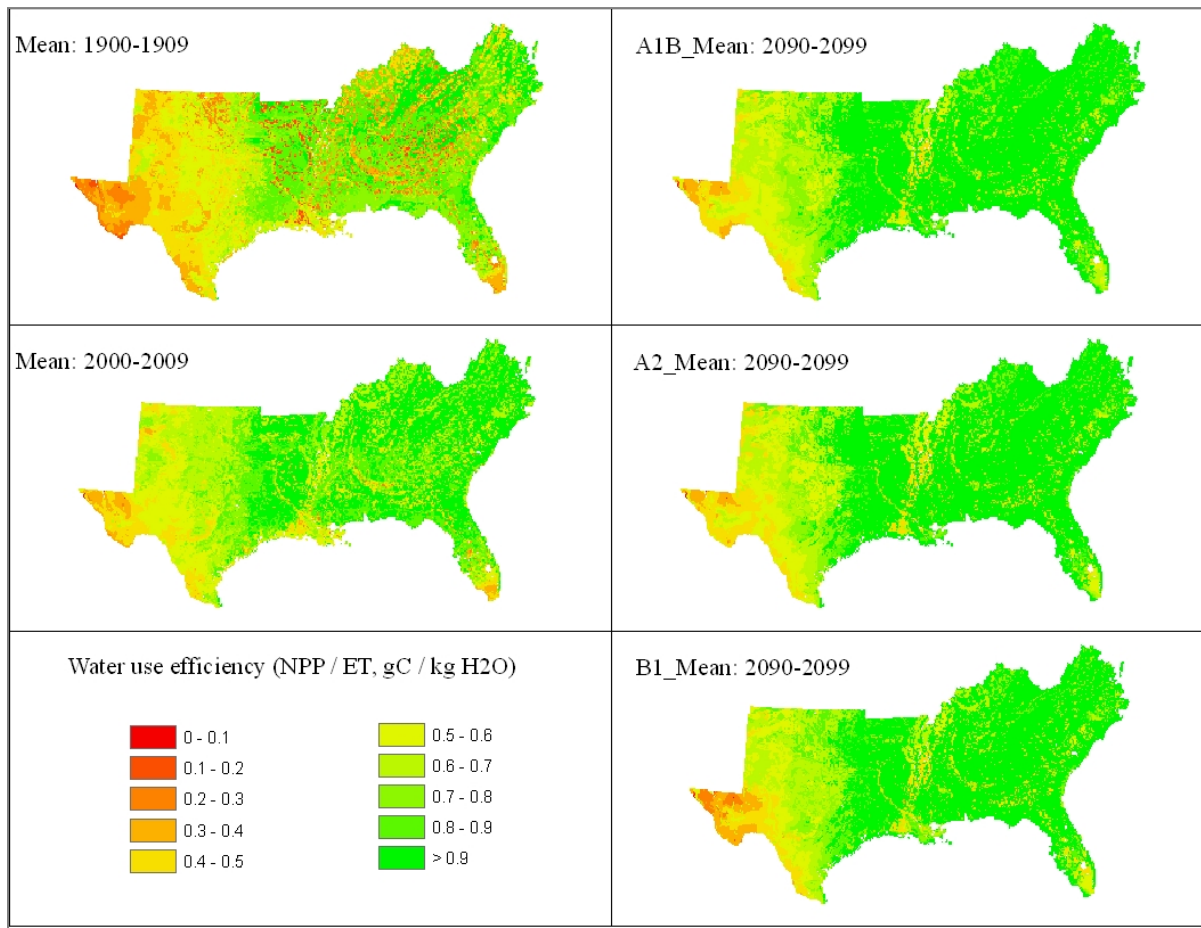 Mean: 1900-1909
A1B_Mean: 2090-2099
Mean: 2000-2009
A2_Mean: 2090-2099
Water use efficiency (NPP / ET, gC / kg H2O)
0 - 0.1
0.1 - 0.2
0.2 - 0.3
0.3 - 0.4
0.4 - 0.5
0.5 - 0.6
0.6 - 0.7
0.7 - 0.8
0.8 - 0.9
> 0.9
B1_Mean: 2090-2099